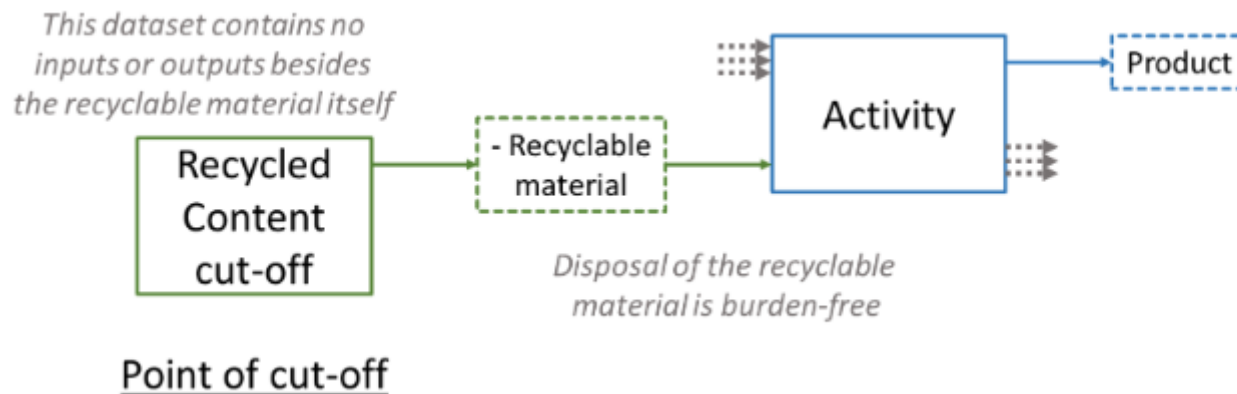 This dataset contains no
inputs or outputs besides
the recyclable material itself
Recycled
Content
cut-off
- Recyclable
material
Activity
Product
Disposal of the recyclable
material is burden-free
Point of cut-off